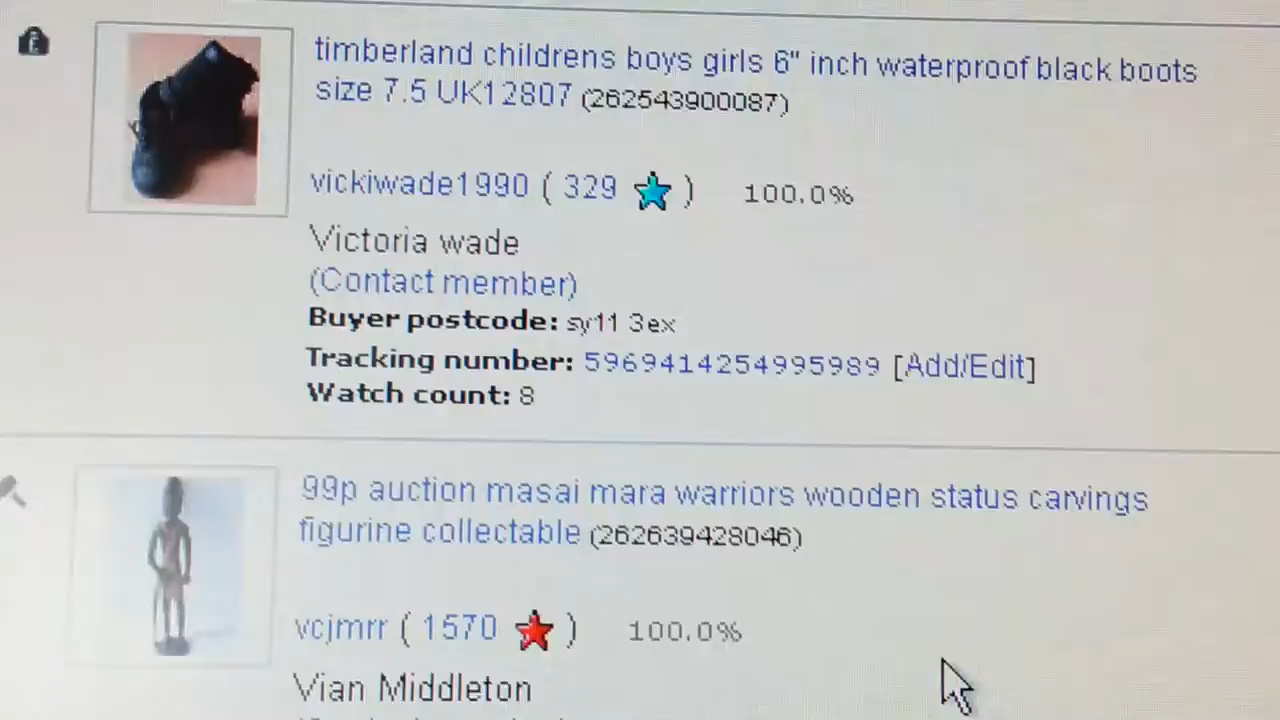 timberland childrens boys girls 6" inch waterproof black boots
size 7.5 UK12807 (262543900087)
vickiwade1990 ( 329 ) 100.0%
Victoria wade
(Contact member)
Buyer postcode: sy11 3ex
Tracking number: 5969414254995989 [Add/Edit]
Watch count: 8
99p auction masai mara warriors wooden status carvings
figurine collectable (262639428046)
vcjmrr ( 1570 ) 100.0%
Vian Middleton